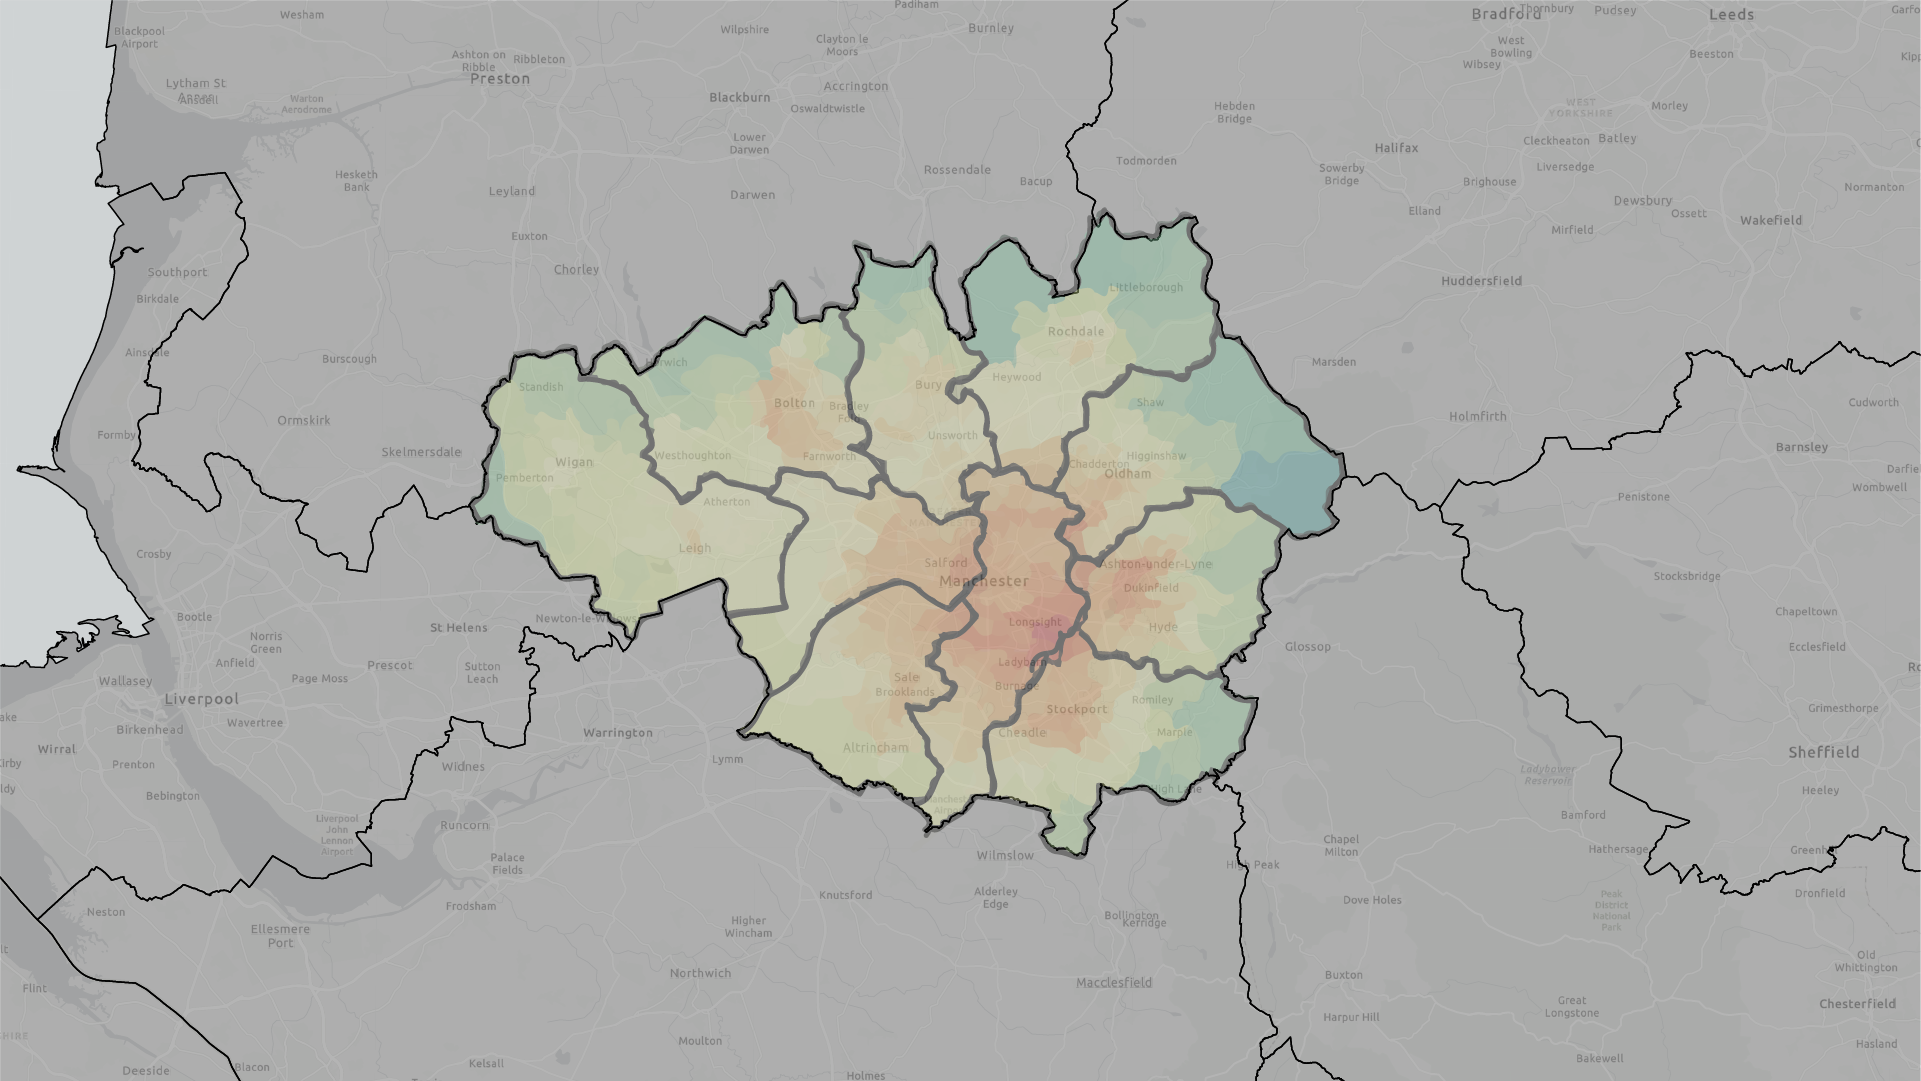 Wesham
Padiham
Bradford
Thornbury
Pudsey
Leeds
Blackpool
Airport
Wilpshire
Clayton le
Moors
Burnley
West
Bowling
Wibsey
Beeston
Ashton on
Ribble
Ribbleton
Preston
Lytham St
Ansdell
Warton
Aerodrome
Blackburn
Accrington
Oswaldtwistle
Hebden
Bridge
WEST
YORKSHIRE
Morley
Lower
Darwen
Cleckheaton
Batley
Halifax
Todmorden
Sowerby
Bridge
Liversedge
Rossendale
Bacup
Hesketh
Bank
Leyland
Darwen
Brighouse
Normanton
Elland
Dewsbury
Ossett
Wakefield
Mirfield
Euxton
Chorley
Southport
Birkdale
Littleborough
Huddersfield
Rochdale
Ainsdale
Burscough
Horwich
Marsden
Standish
Bury
Heywood
Bolton
Bradley
Fold
Shaw
Holmfirth
Cudworth
Ormskirk
Formby
Unsworth
Skelmersdale
Wigan
Westhoughton
Farnworth
Chadderton
Higginshaw
Oldham
Barnsley
Pemberton
Atherton
Penistone
Wombwell
GREATER
MANCHESTER
Crosby
Leigh
Salford
Manchester
Ashton-under-Lyne
Dukinfield
Stocksbridge
Bootle
Newton-le-Willows
St Helens
Longsight
Hyde
Chapeltown
Norris
Green
Anfield
Prescot
Sutton
Leach
Ladybarn
Glossop
Ecclesfield
Wallasey
Page Moss
Sale
Brooklands
Burnage
Liverpool
Romiley
Stockport
Grimesthorpe
Birkenhead
Wavertree
Warrington
Cheadle
Marple
Wirral
Altrincham
Sheffield
Prenton
Widnes
Lymm
Ladybower
Reservoir
Bebington
High Lane
Heeley
Manchester
Airport
Liverpool
John
Lennon
Airport
Runcorn
Bamford
Chapel
Milton
Hathersage
Palace
Fields
Wilmslow
High Peak
Knutsford
Alderley
Edge
Peak
District
National
Park
Dronfield
Dove Holes
Neston
Frodsham
Bollington
Kerridge
Higher
Wincham
Ellesmere
Port
Old
Whittington
Northwich
Buxton
Macclesfield
Flint
Great
Longstone
Chesterfield
Harpur Hill
Moulton
Hasland
Deeside
Blacon
Kelsall
Holmes
Bakewell